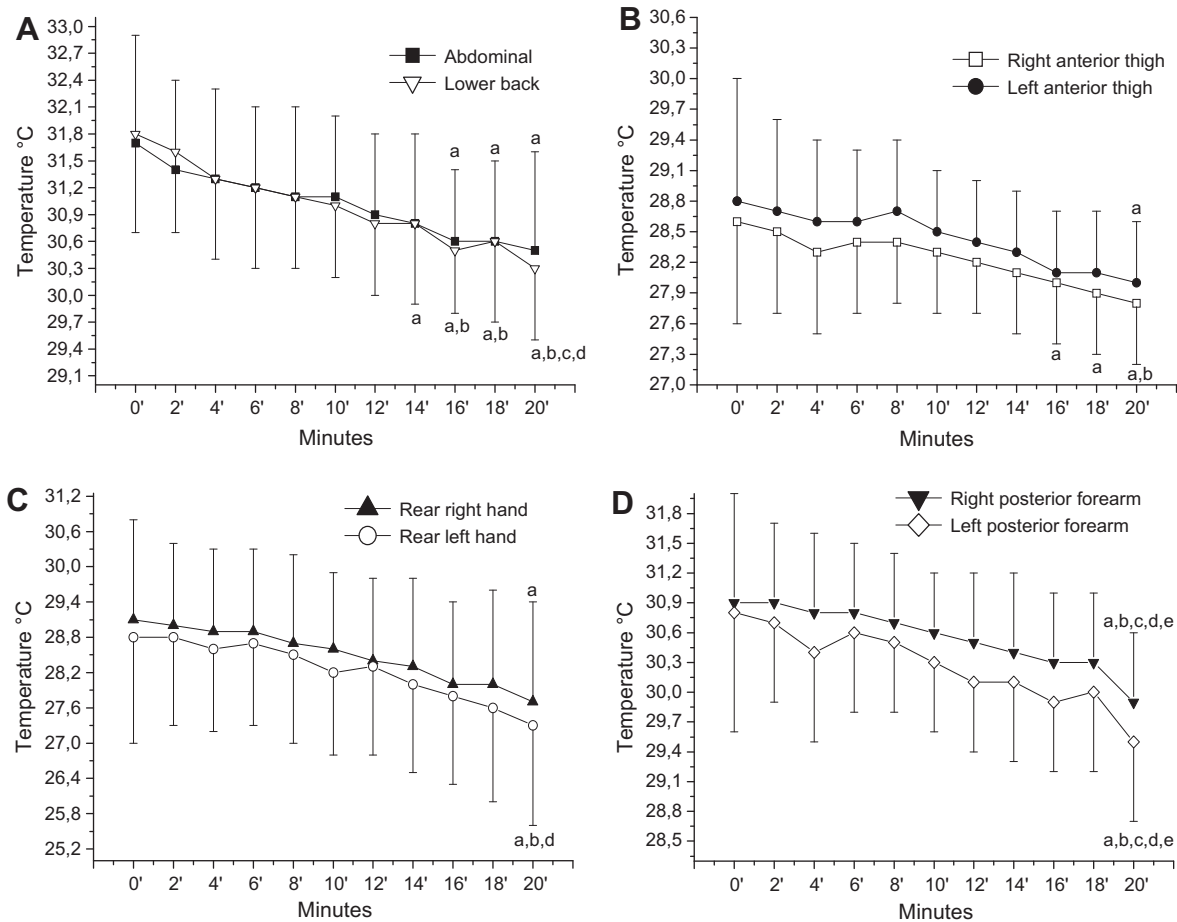 A
33,0
32,7
32,4
32,1
31,8
31,5
31,2
30,9
30,6
30,3
30,0
29,7
29,4
29,1
Temperature °C
Abdominal
Lower back
a a a
a a,b a,b a,b,c,d
0' 2' 4' 6' 8' 10' 12' 14' 16' 18' 20'
Minutes
B
30,6
30,3
30,0
29,7
29,4
29,1
28,8
28,5
28,2
27,9
27,6
27,3
27,0
Temperature °C
Right anterior thigh
Left anterior thigh
a
a a a,b
0' 2' 4' 6' 8' 10' 12' 14' 16' 18' 20'
Minutes
C
31,2
30,6
30,0
29,4
28,8
28,2
27,6
27,0
26,4
25,8
25,2
Temperature °C
Rear right hand
Rear left hand
a
a,b,d
0' 2' 4' 6' 8' 10' 12' 14' 16' 18' 20'
Minutes
D
31,8
31,5
31,2
30,9
30,6
30,3
30,0
29,7
29,4
29,1
28,8
28,5
Temperature °C
Right posterior forearm
Left posterior forearm
a,b,c,d,e
a,b,c,d,e
0' 2' 4' 6' 8' 10' 12' 14' 16' 18' 20'
Minutes